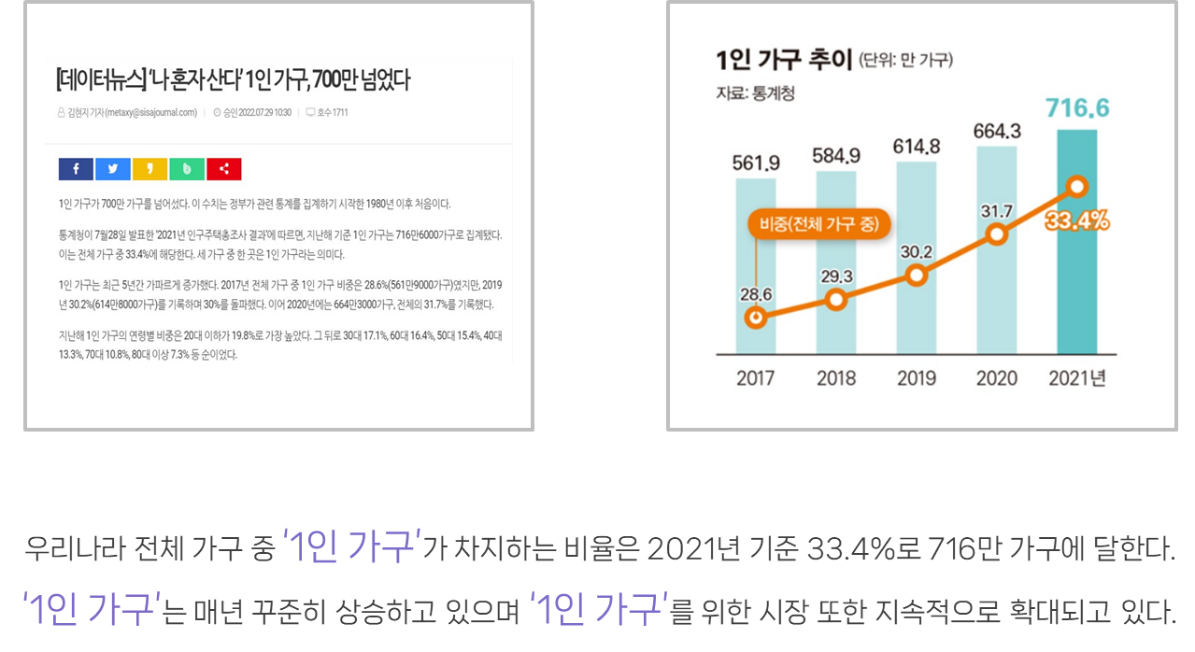 [데이터뉴스] ‘나 혼자 산다’ 1인 가구, 700만 넘었다
김현지 기자 (metaxy@sisajournal.com) | 승인 2022.07.29 10:30 | 호수 1711
1인 가구가 700만 가구를 넘어섰다. 이 수치는 정부가 관련 통계를 집계하기 시작한 1980년 이후 처음이다.
통계청이 7월28일 발표한 '2021년 인구주택총조사 결과'에 따르면, 지난해 기준 1인 가구는 716만6000가구로 집계됐다.
이는 전체 가구 중 33.4%에 해당한다. 세 가구 중 한 곳은 1인 가구라는 의미다.
1인 가구는 최근 5년간 가파르게 증가했다. 2017년 전체 가구 중 1인 가구 비중은 28.6%(561만9000가구)였지만, 2019
년 30.2%(614만8000가구)를 기록하며 30%를 돌파했다. 이어 2020년에는 664만3000가구, 전체의 31.7%를 기록했다.
지난해 1인 가구의 연령별 비중은 20대 이하가 19.8%로 가장 높았다. 그 뒤로 30대 17.1%, 60대 16.4%, 50대 15.4%, 40대
13.3%, 70대 10.8%, 80대 이상 7.3% 등 순이었다.
1인 가구 추이 (단위: 만 가구)
자료: 통계청
561.9 584.9 614.8 664.3 716.6
비중(전체 가구 중)
28.6 29.3 30.2 31.7 33.4%
2017 2018 2019 2020 2021년
우리나라 전체 가구 중 '1인 가구'가 차지하는 비율은 2021년 기준 33.4%로 716만 가구에 달한다.
'1인 가구'는 매년 꾸준히 상승하고 있으며 '1인 가구'를 위한 시장 또한 지속적으로 확대되고 있다.